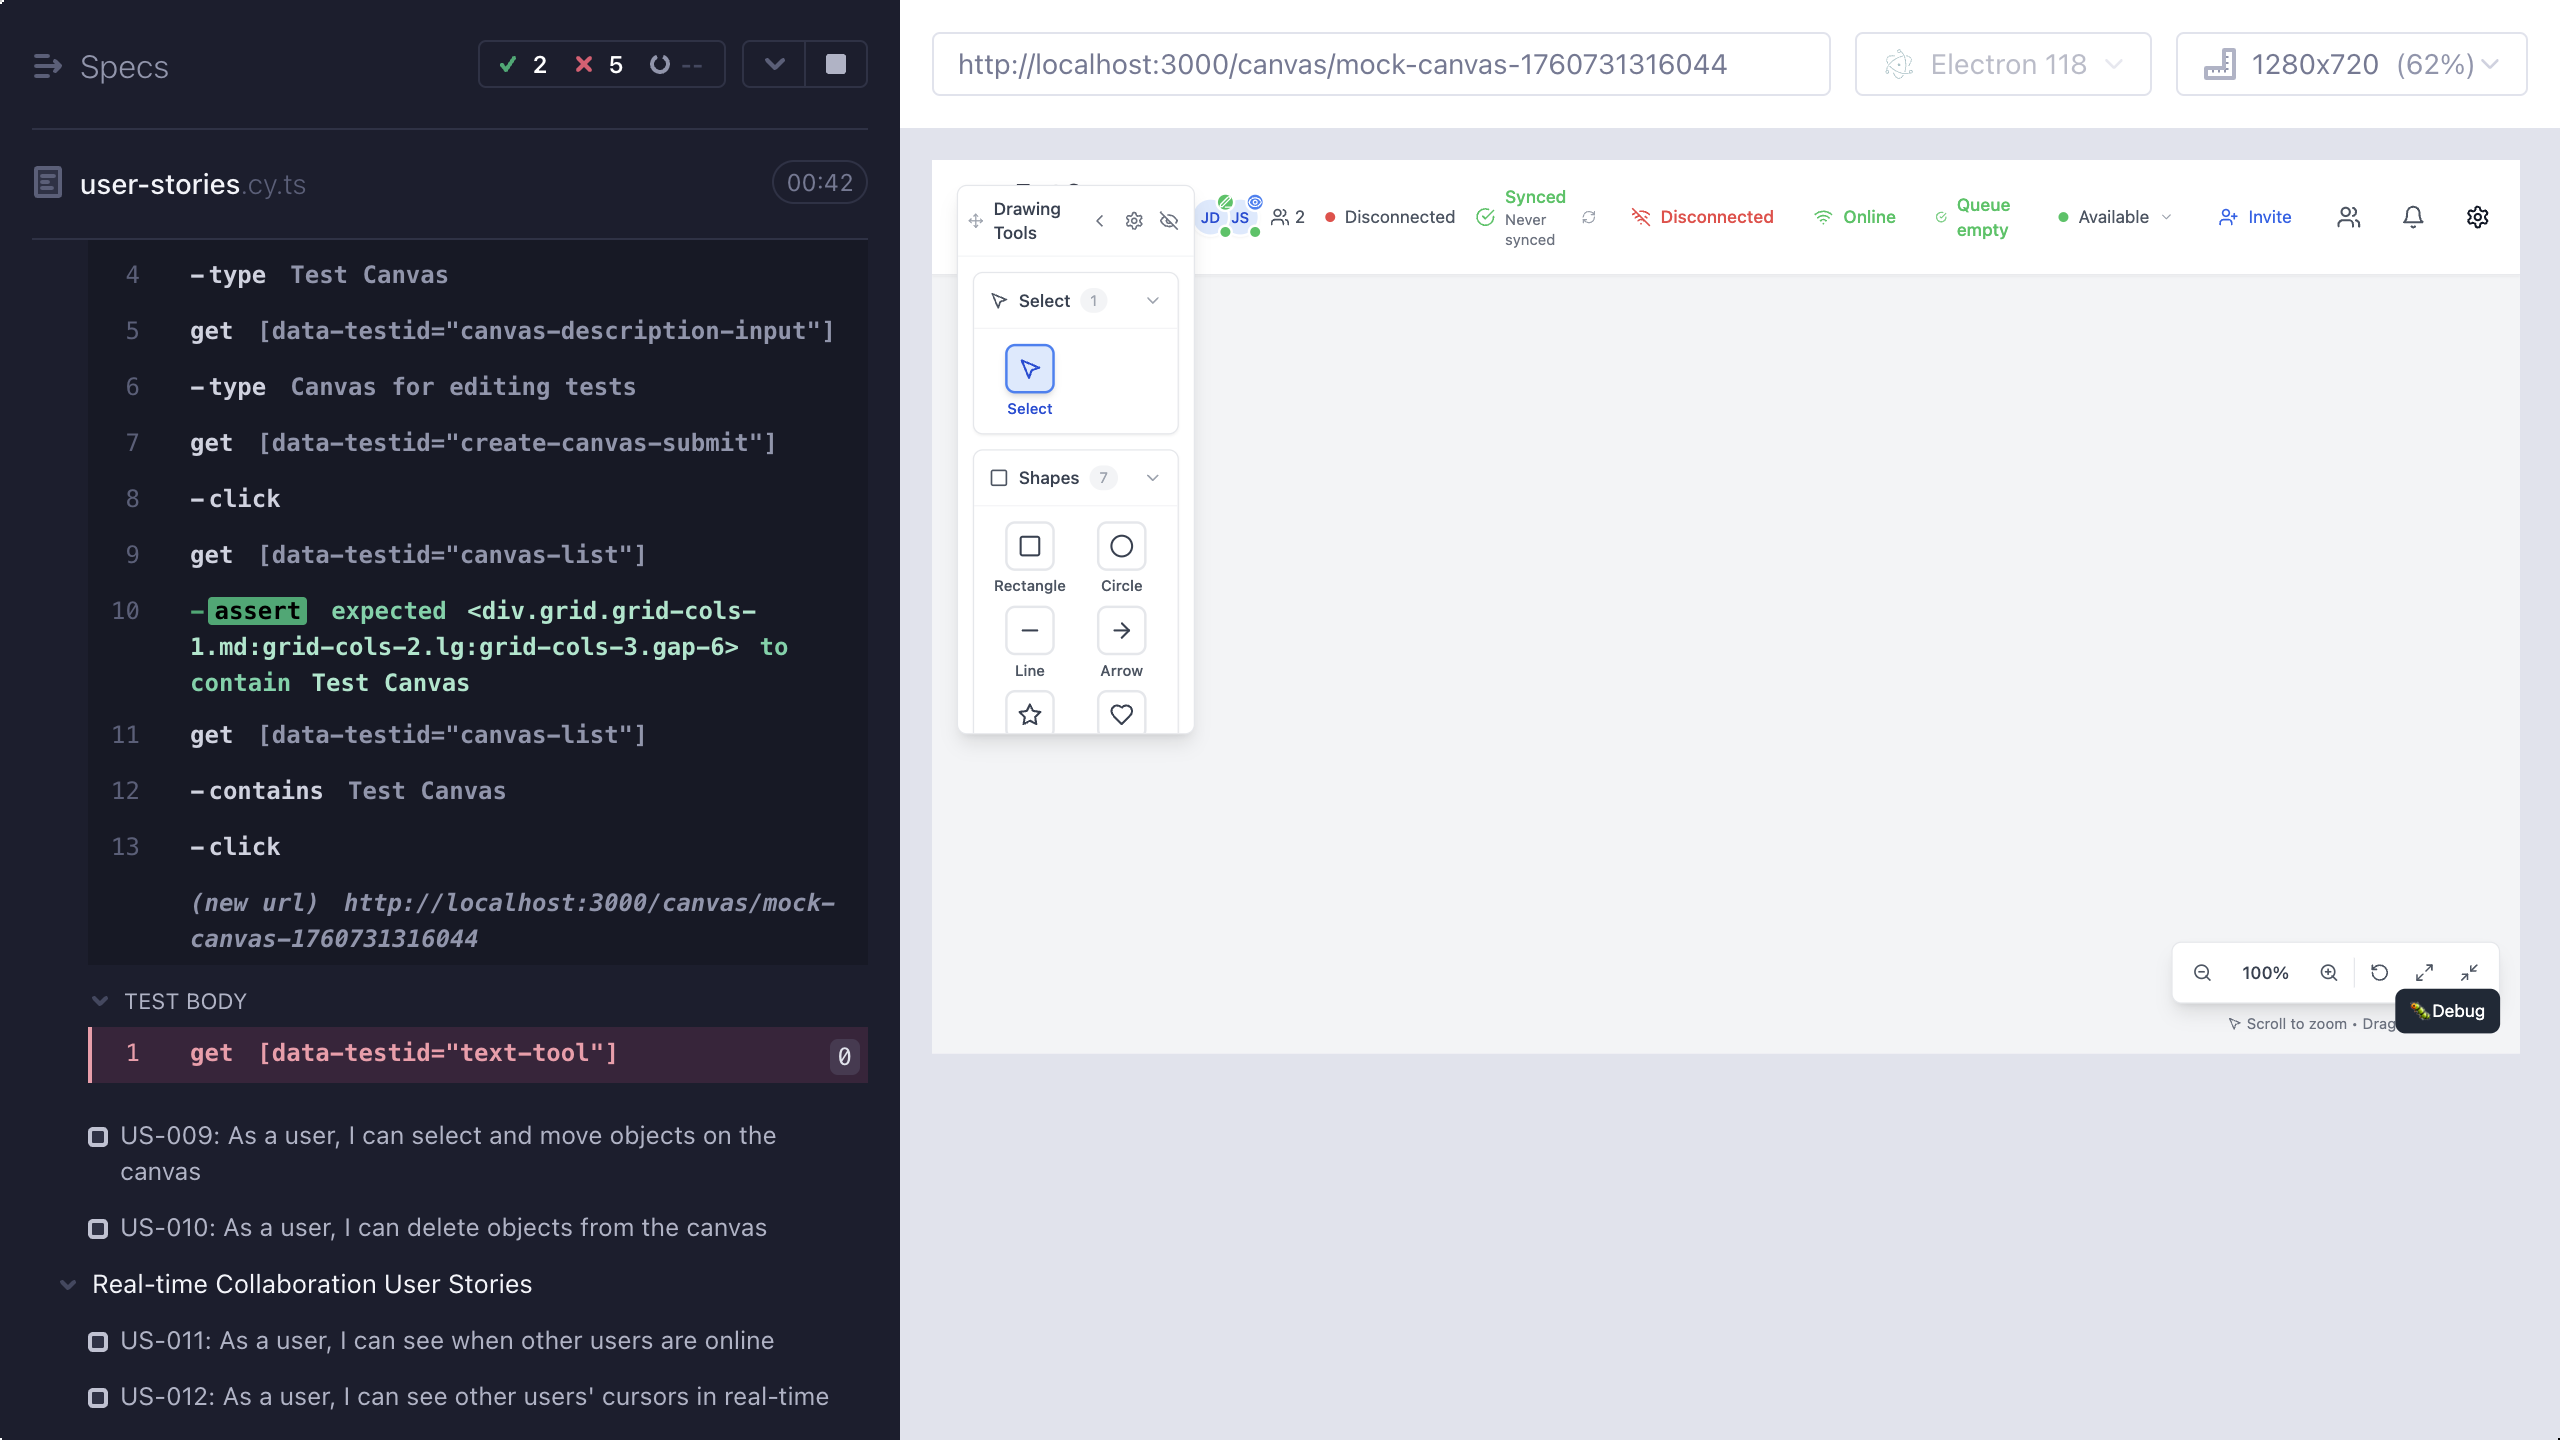 Specs
2
5
--
user-stories.cy.ts
00:42
4 -type Test Canvas
5 get [data-testid="canvas-description-input"]
6 -type Canvas for editing tests
7 get [data-testid="create-canvas-submit"]
8 -click
9 get [data-testid="canvas-list"]
10 -assert expected <div.grid.grid-cols-
1.md:grid-cols-2.lg:grid-cols-3.gap-6> to
contain Test Canvas
11 get [data-testid="canvas-list"]
12 -contains Test Canvas
13 -click
(new url) http://localhost:3000/canvas/mock-
canvas-1760731316044
TEST BODY
1 get [data-testid="text-tool"] 0
US-009: As a user, I can select and move objects on the
canvas
US-010: As a user, I can delete objects from the canvas
Real-time Collaboration User Stories
US-011: As a user, I can see when other users are online
US-012: As a user, I can see other users' cursors in real-time
http://localhost:3000/canvas/mock-canvas-1760731316044
Electron 118
1280x720 (62%)
Drawing
Tools
JD
JS
2
Disconnected
Synced
Never
synced
Disconnected
Online
Queue
empty
Available
Invite
Select 1
Select
Shapes 7
Rectangle
Circle
Line
Arrow
100%
Scroll to zoom • Drag
Debug